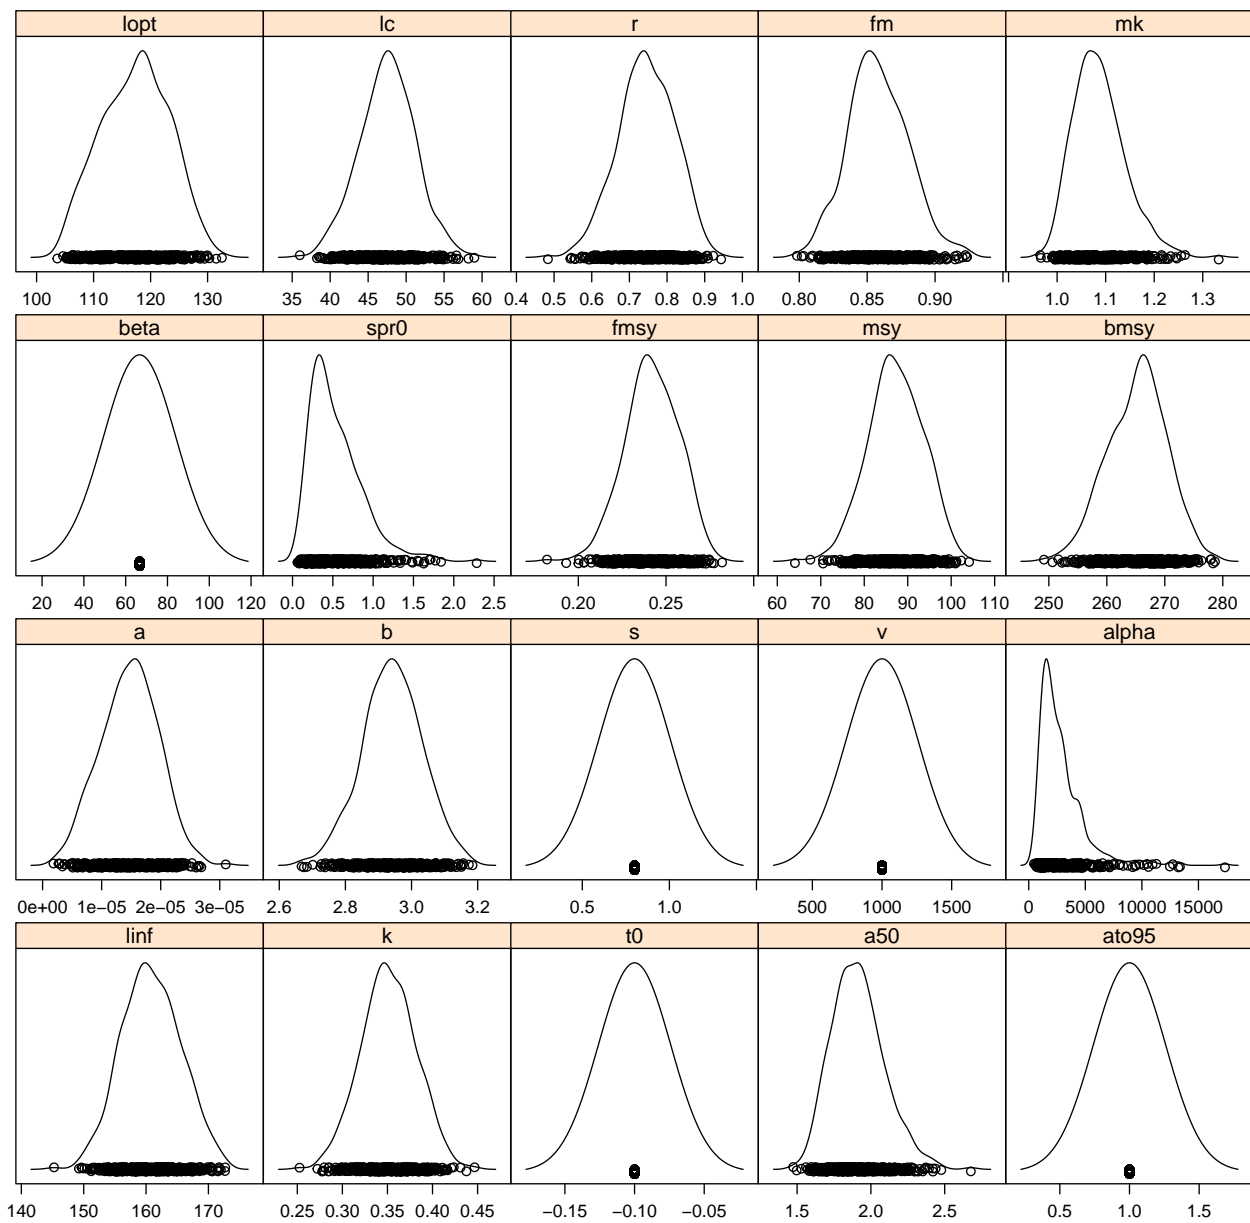 lopt lc r fm mk
100 110 120 130 35 40 45 50 55 60 0.4 0.5 0.6 0.7 0.8 0.9 1.0 0.80 0.85 0.90 1.0 1.1 1.2 1.3
beta spr0 fmsy msy bmsy
20 40 60 80 100 120 0.0 0.5 1.0 1.5 2.0 2.5 0.20 0.25 60 70 80 90 100 110 250 260 270 280
a b s v alpha
0e+00 1e−05 2e−05 3e−05 2.6 2.8 3.0 3.2 0.5 1.0 500 1000 1500 0 5000 10000 15000
linf k t0 a50 ato95
140 150 160 170 0.25 0.30 0.35 0.40 0.45 −0.15 −0.10 −0.05 1.5 2.0 2.5 0.5 1.0 1.5